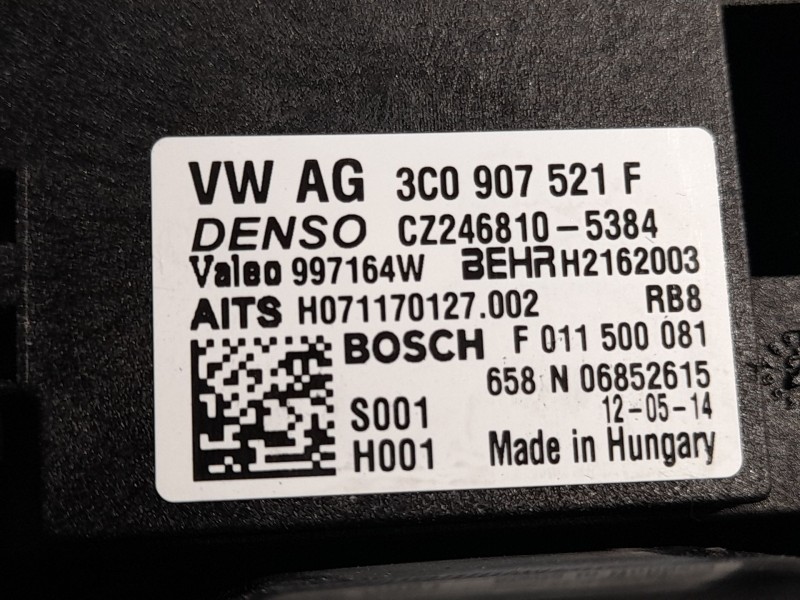 VW AG 3C0 907 521 F
DENSO CZ246810-5384
Valeo 997164W BEHR H2162003
AITS H071170127.002 RB8
BOSCH F 011 500 081
658 N 06852615
S001 12-05-14
H001 Made in Hungary